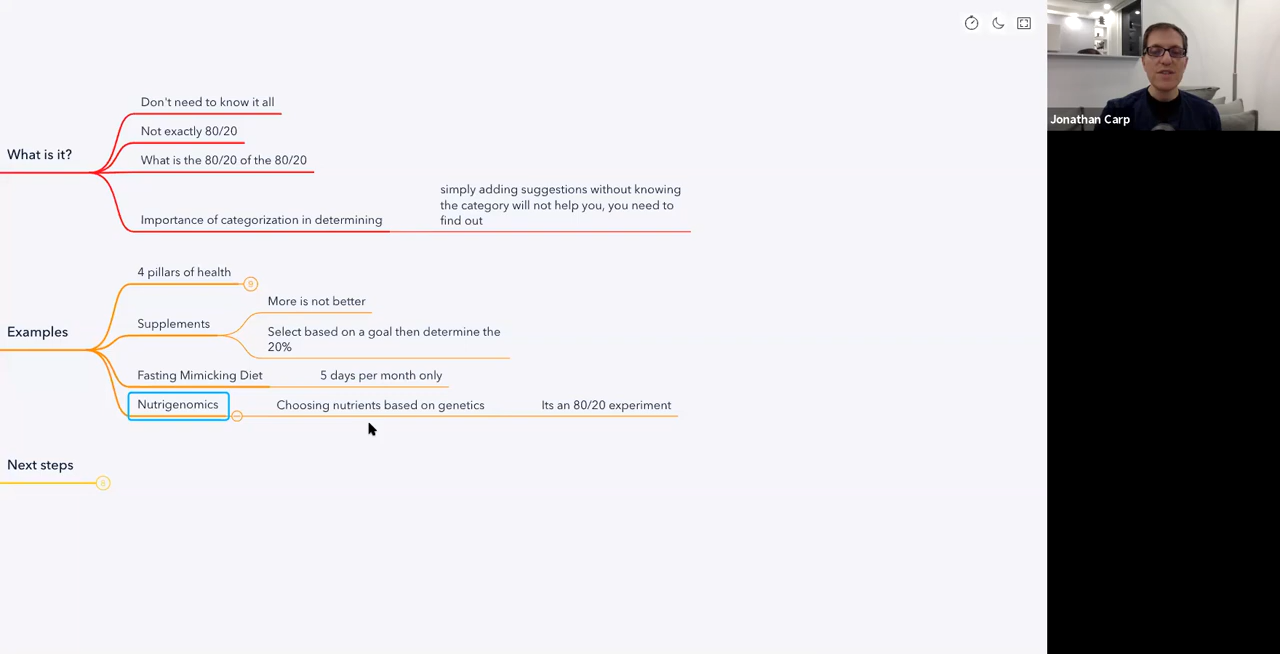 Don't need to know it all
Not exactly 80/20
What is it?
What is the 80/20 of the 80/20
simply adding suggestions without knowing
the category will not help you, you need to
find out
Importance of categorization in determining
4 pillars of health
9
More is not better
Examples
Supplements
Select based on a goal then determine the
20%
Fasting Mimicking Diet
5 days per month only
Nutrigenomics
Choosing nutrients based on genetics
Its an 80/20 experiment
Next steps
8
Jonathan Carp